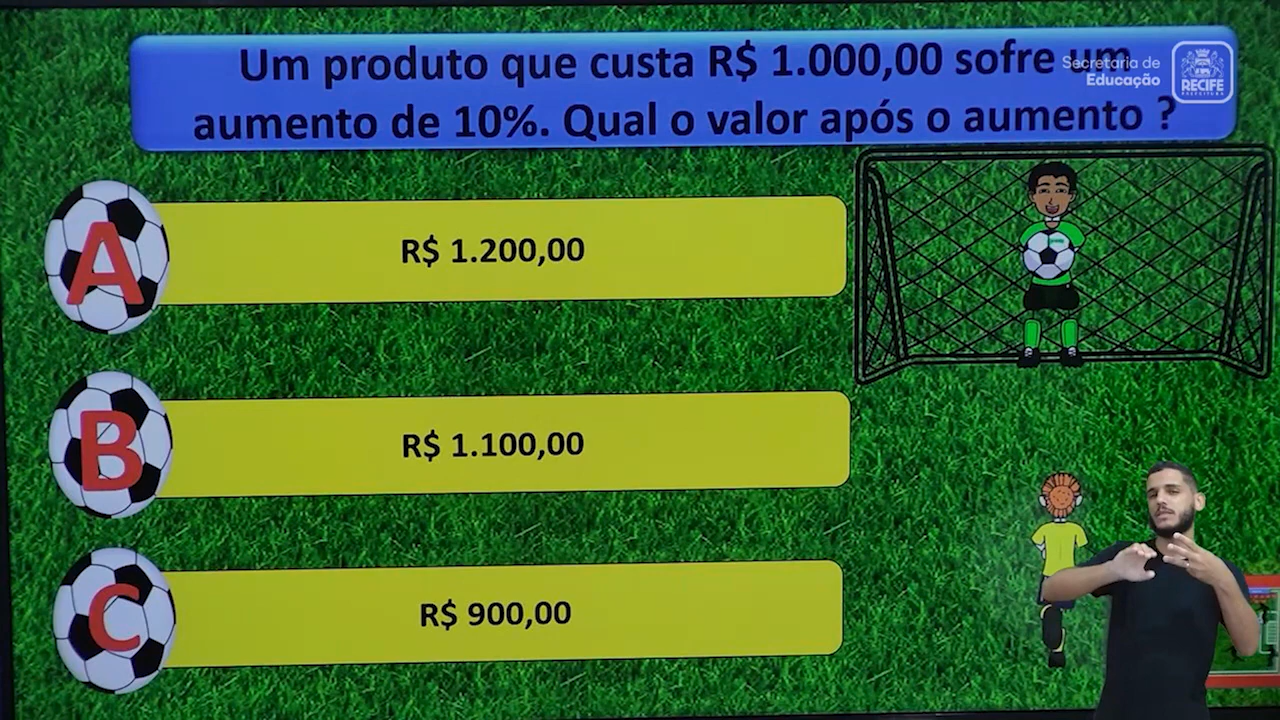 Um produto que custa R$ 1.000,00 sofre um
aumento de 10%. Qual o valor após o aumento ?
Secretaria de
Educação
RECIFE
PREFEITURA
A
R$ 1.200,00
B
R$ 1.100,00
C
R$ 900,00